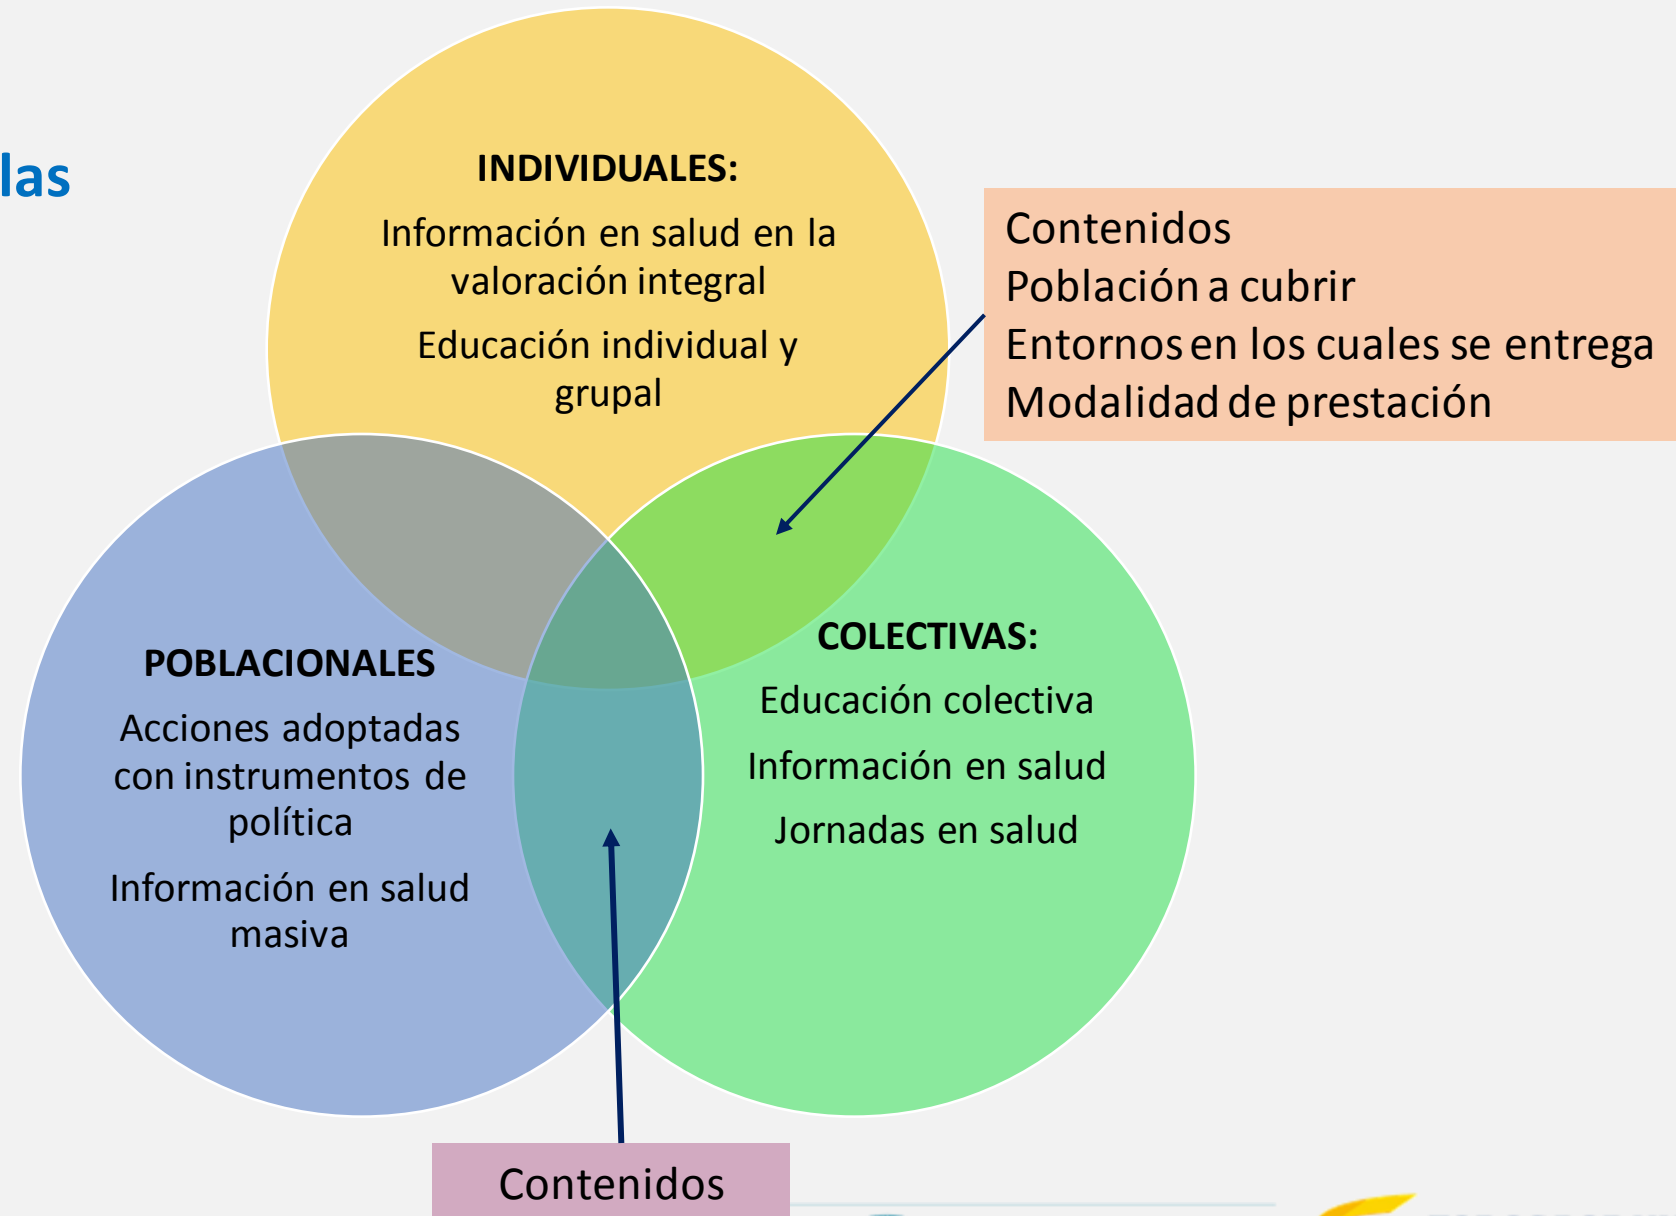 las
INDIVIDUALES:
Información en salud en la
valoración integral
Educación individual y
grupal
Contenidos
Población a cubrir
Entornos en los cuales se entrega
Modalidad de prestación
POBLACIONALES
Acciones adoptadas
con instrumentos de
política
Información en salud
masiva
COLECTIVAS:
Educación colectiva
Información en salud
Jornadas en salud
Contenidos